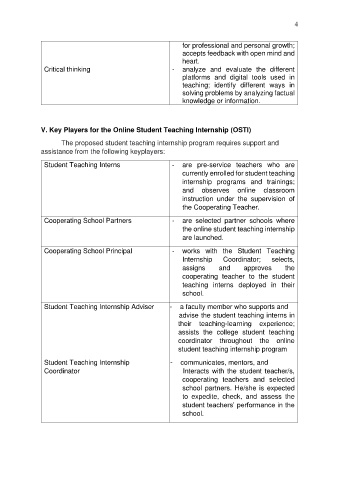 4
for professional and personal growth;
accepts feedback with open mind and
heart.
Critical thinking - analyze and evaluate the different
platforms and digital tools used in
teaching; identify different ways in
solving problems by analyzing factual
knowledge or information.
V. Key Players for the Online Student Teaching Internship (OSTI)
The proposed student teaching internship program requires support and
assistance from the following keyplayers:
Student Teaching Interns - are pre-service teachers who are
currently enrolled for student teaching
internship programs and trainings;
and observes online classroom
instruction under the supervision of
the Cooperating Teacher.
Cooperating School Partners - are selected partner schools where
the online student teaching internship
are launched.
Cooperating School Principal - works with the Student Teaching
Internship Coordinator; selects,
assigns and approves the
cooperating teacher to the student
teaching interns deployed in their
school.
Student Teaching Internship Adviser - a faculty member who supports and
advise the student teaching interns in
their teaching-learning experience;
assists the college student teaching
coordinator throughout the online
student teaching internship program
Student Teaching Internship - communicates, mentors, and
Coordinator Interacts with the student teacher/s,
cooperating teachers and selected
school partners. He/she is expected
to expedite, check, and assess the
student teachers' performance in the
school.